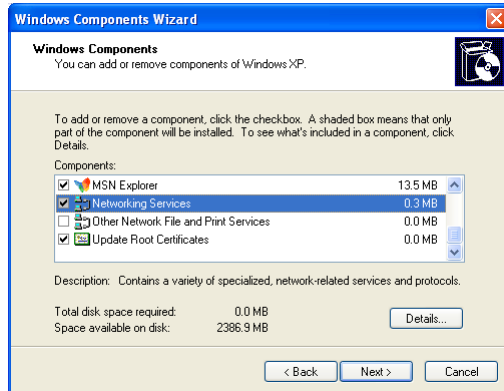 Windows Components Wizard
Windows Components
You can add or remove components of Windows XP.
To add or remove a component, click the checkbox. A shaded box means that only
part of the component will be installed. To see what's included in a component, click
Details.
Components:
MSN Explorer 13.5 MB
Networking Services 0.3 MB
Other Network File and Print Services 0.0 MB
Update Root Certificates 0.0 MB
Description: Contains a variety of specialized, network-related services and protocols.
Total disk space required: 0.0 MB
Space available on disk: 2386.9 MB
Details...
< Back Next > Cancel